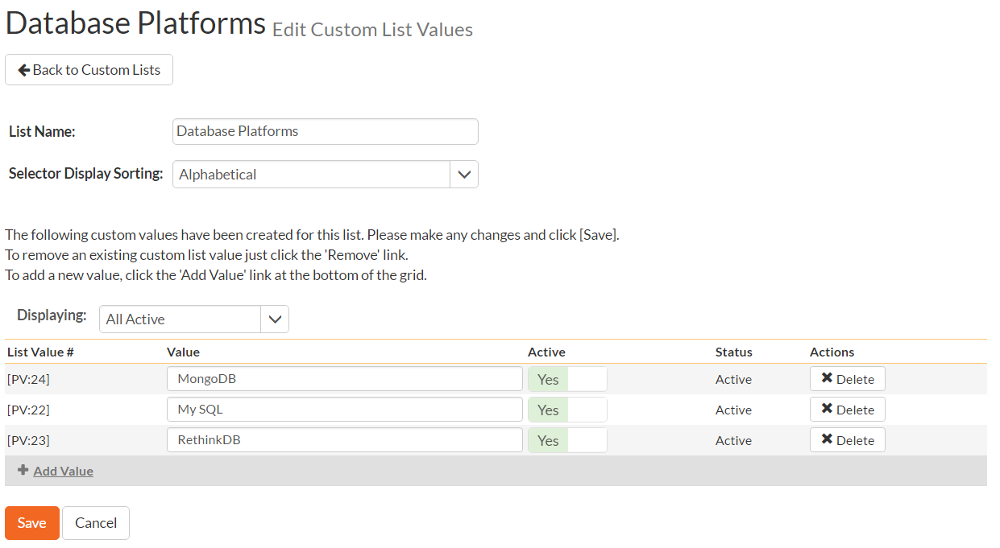 Database Platforms Edit Custom List Values
Back to Custom Lists
List Name: Database Platforms
Selector Display Sorting: Alphabetical
The following custom values have been created for this list. Please make any changes and click [Save].
To remove an existing custom list value just click the 'Remove' link.
To add a new value, click the 'Add Value' link at the bottom of the grid.
Displaying: All Active
List Value # Value Active Status Actions
[PV:24] MongoDB Yes Active Delete
[PV:22] My SQL Yes Active Delete
[PV:23] RethinkDB Yes Active Delete
Add Value
Save Cancel